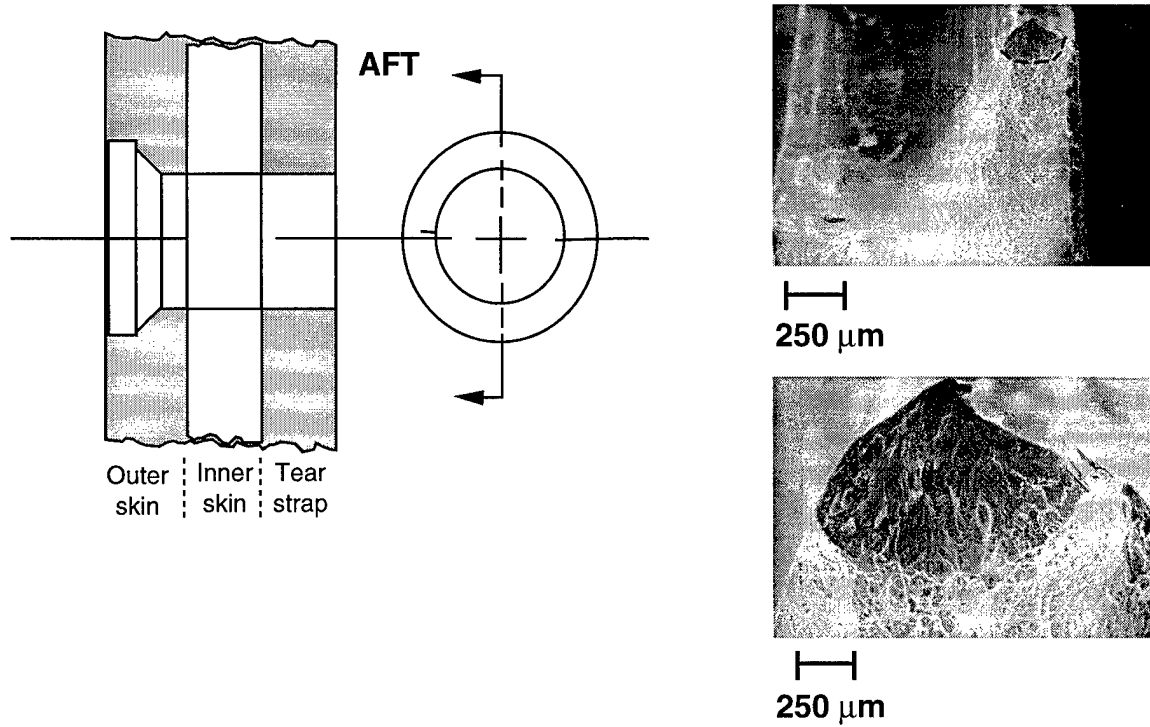 AFT
Outer skin
Inner skin
Tear strap
250 μm
250 μm